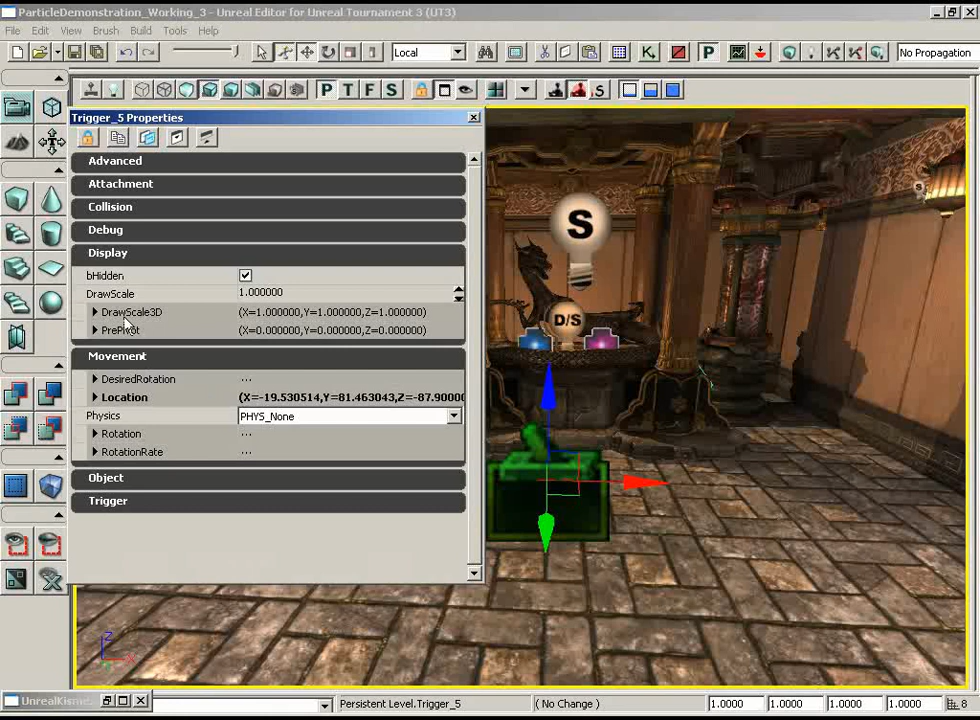 ParticleDemonstration_Working_3 - Unreal Editor for Unreal Tournament 3 (UT3)
File Edit View Brush Build Tools Help
Local
P
No Propagation
P T F S
S
Trigger_5 Properties
Advanced
Attachment
Collision
Debug
Display
bHidden
DrawScale 1.000000
DrawScale3D (X=1.000000,Y=1.000000,Z=1.000000)
PrePivot (X=0.000000,Y=0.000000,Z=0.000000)
Movement
DesiredRotation ...
Location (X=-19.530514,Y=81.463043,Z=-87.90000
Physics PHYS_None
Rotation ...
RotationRate ...
Object
Trigger
S
S
D/S
Z
X
UnrealKism
Persistent Level.Trigger_5 ( No Change ) 1.0000 1.0000 1.0000 1.0000 8